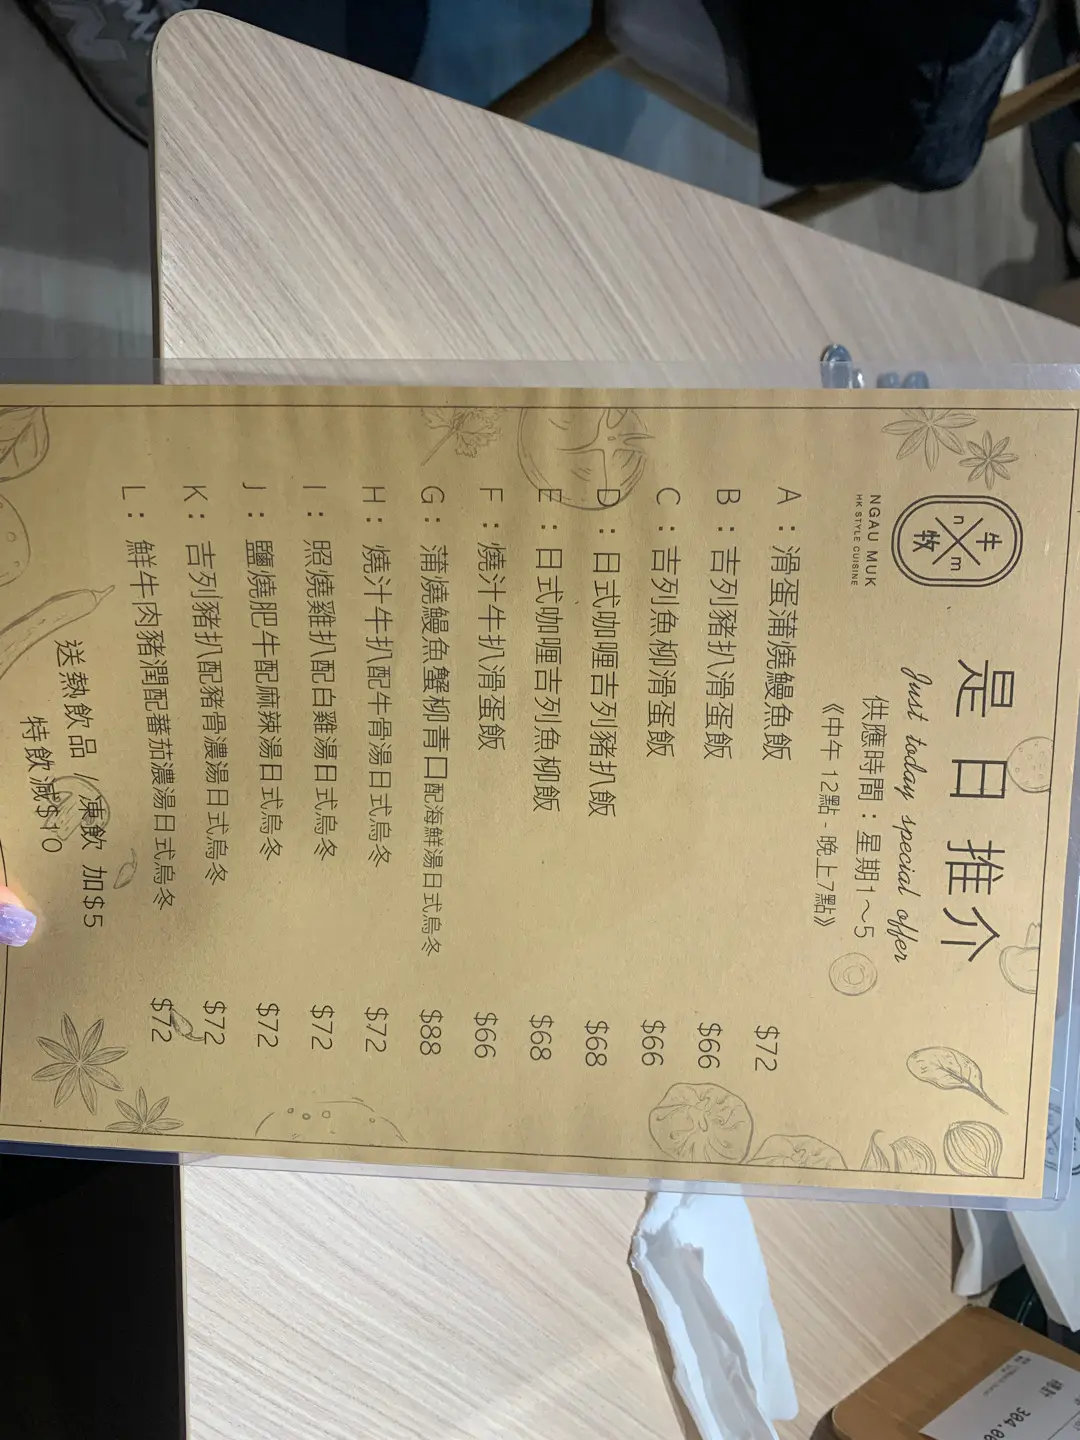 牛
n m
牧
NGAU MUK
HK STYLE CUISINE
是日推介
Just today special offer
供應時間：星期1～5
《中午 12點 - 晚上7點》
A：滑蛋蒲燒鰻魚飯 $72
B：吉列豬扒滑蛋飯 $66
C：吉列魚柳滑蛋飯 $66
D：日式咖喱吉列豬扒飯 $68
E：日式咖喱吉列魚柳飯 $68
F：燒汁牛扒滑蛋飯 $66
G：蒲燒鰻魚蟹柳青口配海鮮湯日式烏冬 $88
H：燒汁牛扒配牛骨湯日式烏冬 $72
I：照燒雞扒配白雞湯日式烏冬 $72
J：鹽燒肥牛配麻辣湯日式烏冬 $72
K：吉列豬扒配豬骨濃湯日式烏冬 $72
L：鮮牛肉豬潤配蕃茄濃湯日式烏冬 $72
送熱飲品 / 凍飲 加$5
特飲減$10